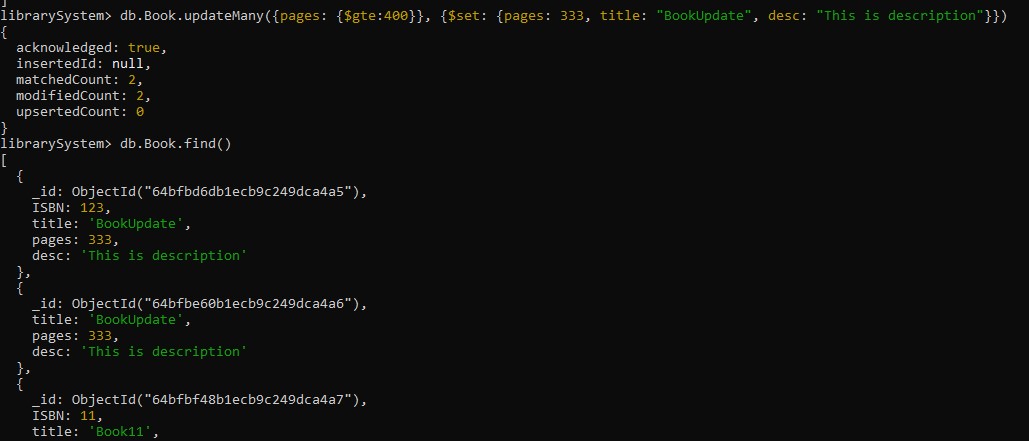 ]
librarySystem> db.Book.updateMany({pages: {$gte:400}}, {$set: {pages: 333, title: "BookUpdate", desc: "This is description"}})
{
  acknowledged: true,
  insertedId: null,
  matchedCount: 2,
  modifiedCount: 2,
  upsertedCount: 0
}
librarySystem> db.Book.find()
[
  {
    _id: ObjectId("64bfbd6db1ecb9c249dca4a5"),
    ISBN: 123,
    title: 'BookUpdate',
    pages: 333,
    desc: 'This is description'
  },
  {
    _id: ObjectId("64bfbe60b1ecb9c249dca4a6"),
    title: 'BookUpdate',
    pages: 333,
    desc: 'This is description'
  },
  {
    _id: ObjectId("64bfbf48b1ecb9c249dca4a7"),
    ISBN: 11,
    title: 'Book11',